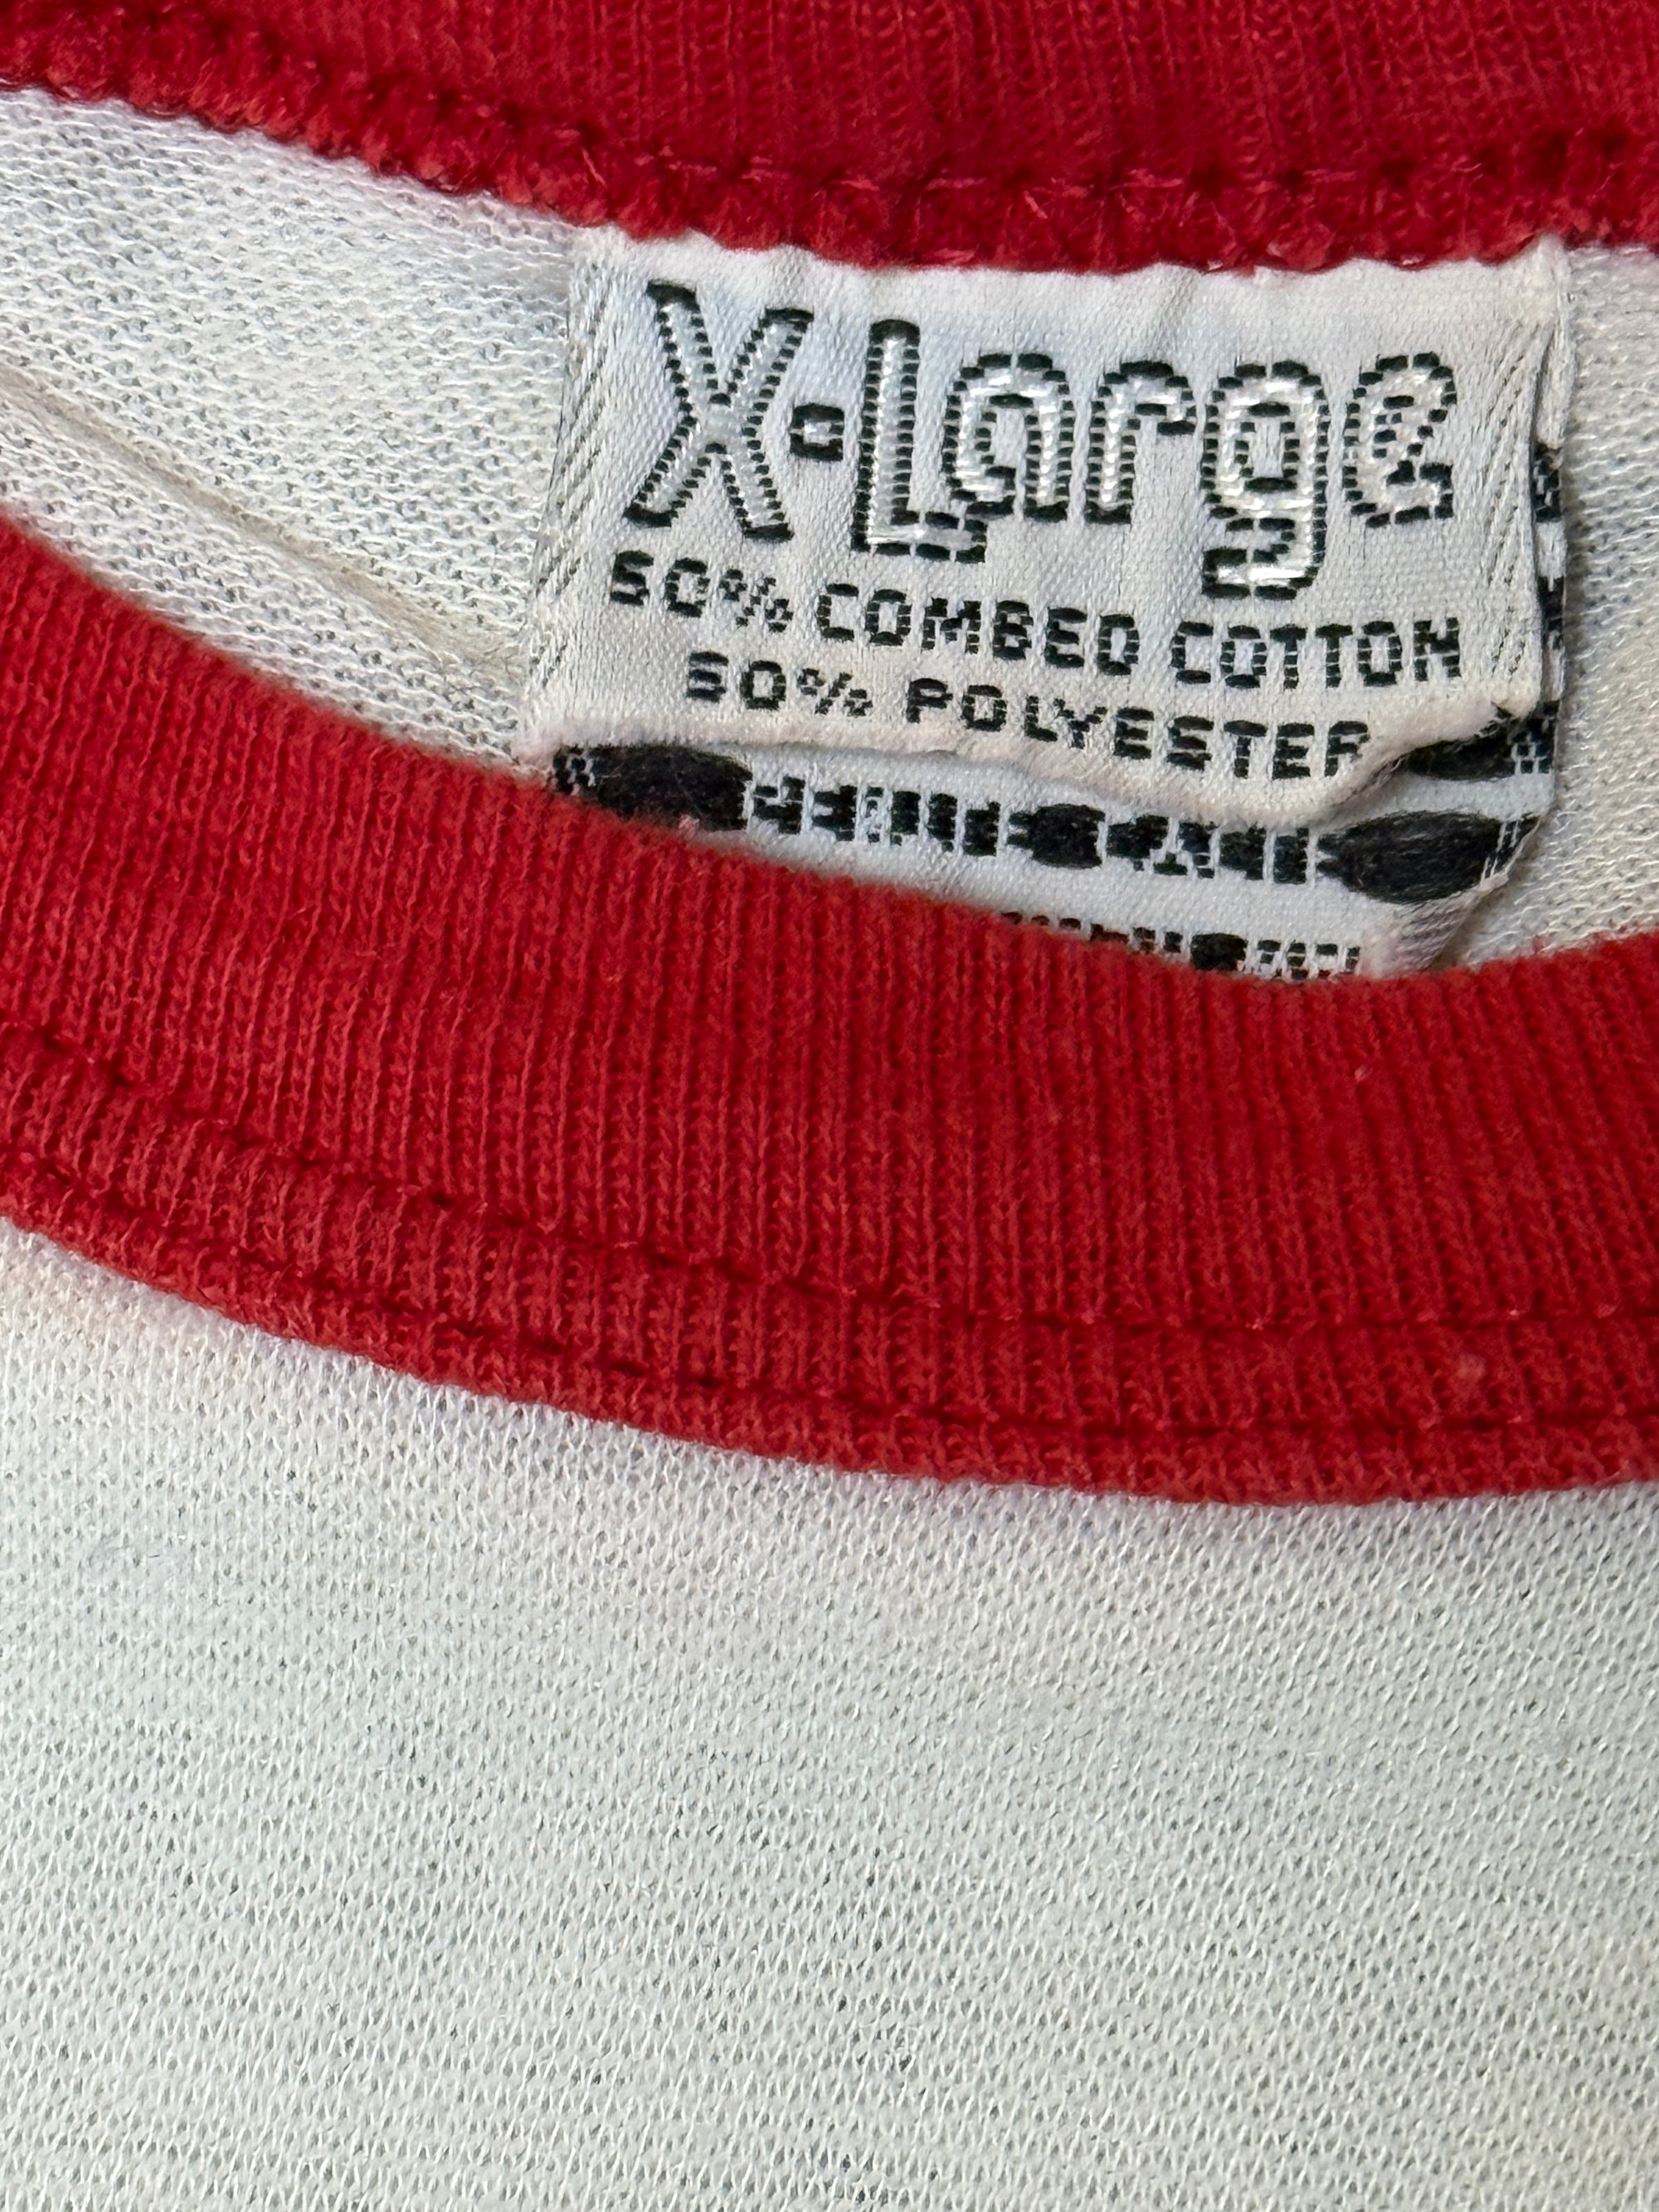 X-Large
50% COMBED COTTON
50% POLYESTER